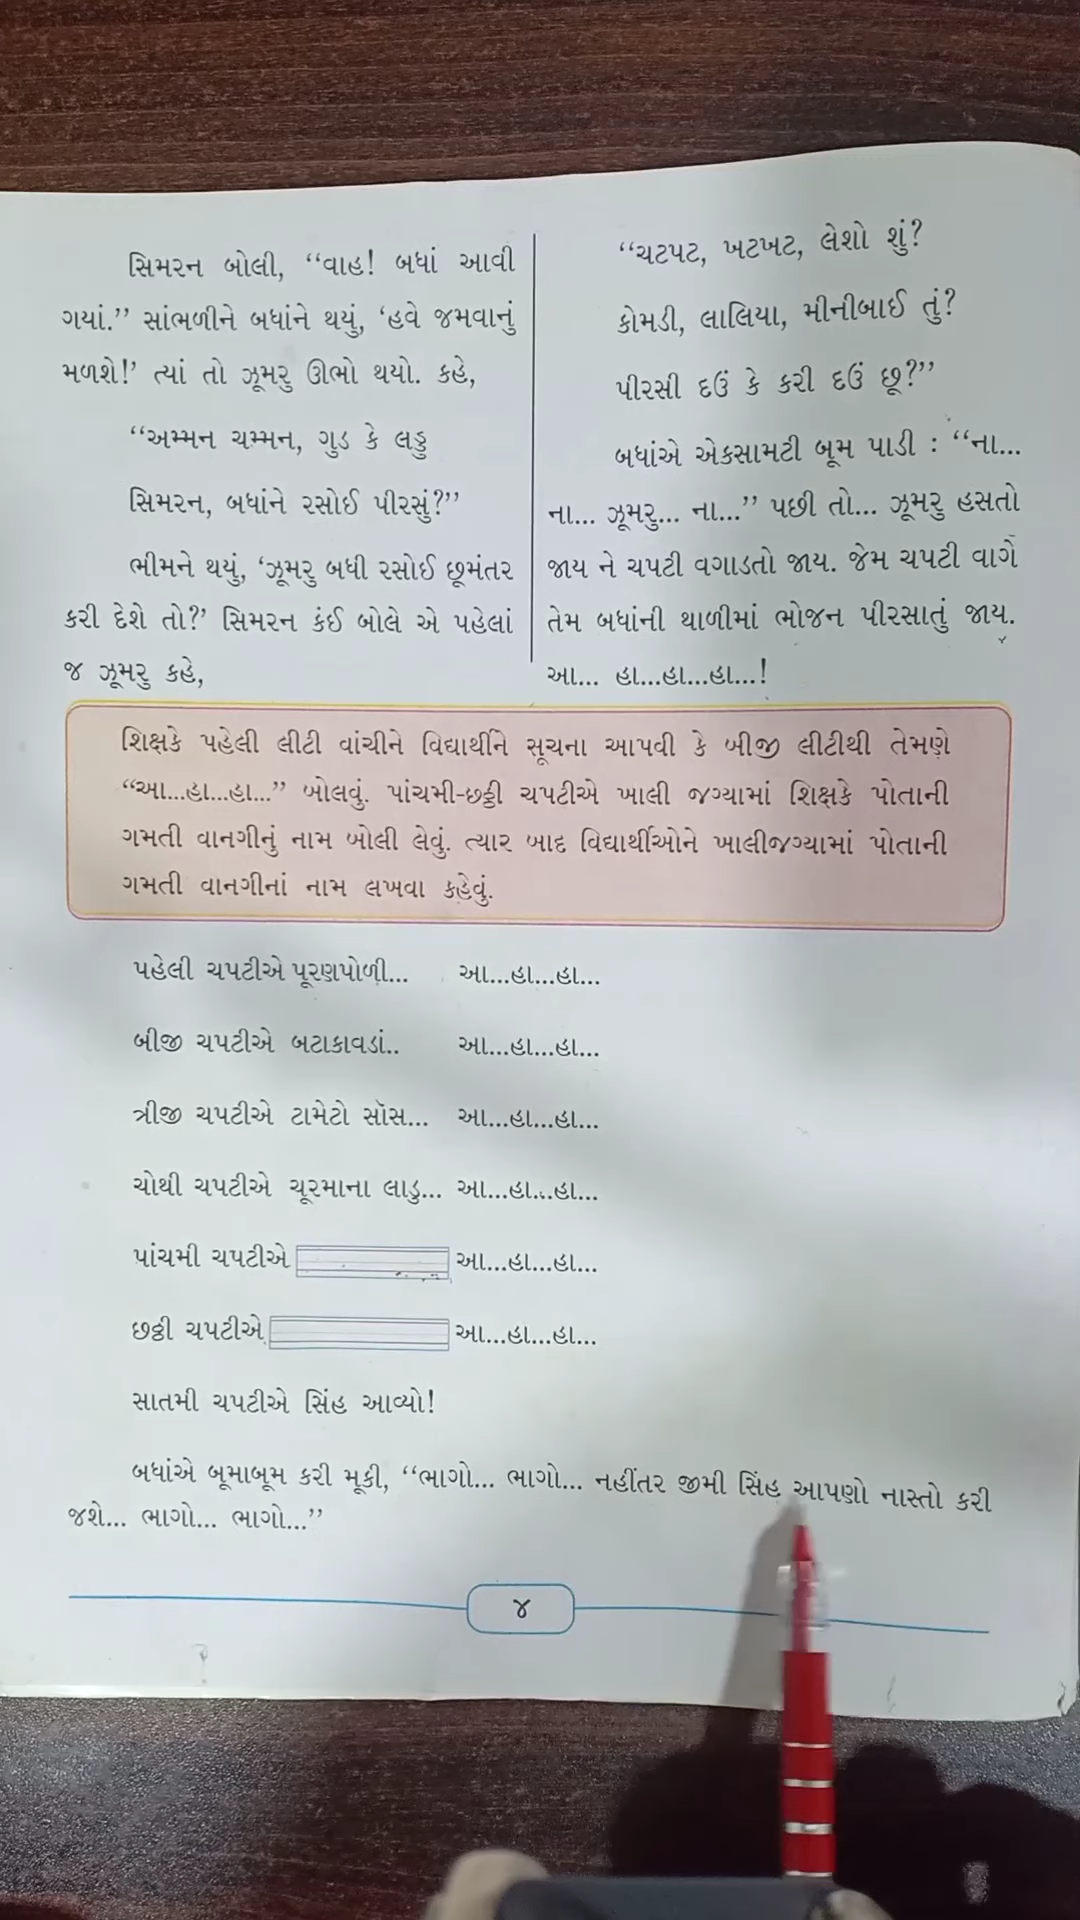 સિમરન બોલી, “વાહ! બધાં આવી
ગયાં.” સાંભળીને બધાંને થયું, ‘હવે જમવાનું
મળશે!’ ત્યાં તો ઝૂમરુ ઊભો થયો. કહે,
“અમ્મન ચમ્મન, ગુડ કે લડ્ડુ
સિમરન, બધાંને રસોઈ પીરસું?”
ભીમને થયું, ‘ઝૂમરુ બધી રસોઈ છૂમંતર
કરી દેશે તો?’ સિમરન કંઈ બોલે એ પહેલાં
જ ઝૂમરુ કહે,
“ચટપટ, ખટખટ, લેશો શું?
કોમડી, લાલિયા, મીનીબાઈ તું?
પીરસી દઉં કે કરી દઉં છૂ?”
બધાંએ એકસામટી બૂમ પાડી : “ના...
ના... ઝૂમરુ... ના...” પછી તો... ઝૂમરુ હસતો
જાય ને ચપટી વગાડતો જાય. જેમ ચપટી વાગે
તેમ બધાંની થાળીમાં ભોજન પીરસાતું જાય.
આ... હા...હા...હા...!
શિક્ષકે પહેલી લીટી વાંચીને વિદ્યાર્થીને સૂચના આપવી કે બીજી લીટીથી તેમણે
“આ...હા...હા...” બોલવું. પાંચમી-છઠ્ઠી ચપટીએ ખાલી જગ્યામાં શિક્ષકે પોતાની
ગમતી વાનગીનું નામ બોલી લેવું. ત્યાર બાદ વિદ્યાર્થીઓને ખાલીજગ્યામાં પોતાની
ગમતી વાનગીનાં નામ લખવા કહેવું.
પહેલી ચપટીએ પૂરણપોળી... આ...હા...હા...
બીજી ચપટીએ બટાકાવડાં.. આ...હા...હા...
ત્રીજી ચપટીએ ટામેટો સૉસ... આ...હા...હા...
ચોથી ચપટીએ ચૂરમાના લાડુ... આ...હા...હા...
પાંચમી ચપટીએ આ...હા...હા...
છઠ્ઠી ચપટીએ આ...હા...હા...
સાતમી ચપટીએ સિંહ આવ્યો!
બધાંએ બૂમાબૂમ કરી મૂકી, “ભાગો... ભાગો... નહીંતર જીમી સિંહ આપણો નાસ્તો કરી
જશે... ભાગો... ભાગો...”
૪